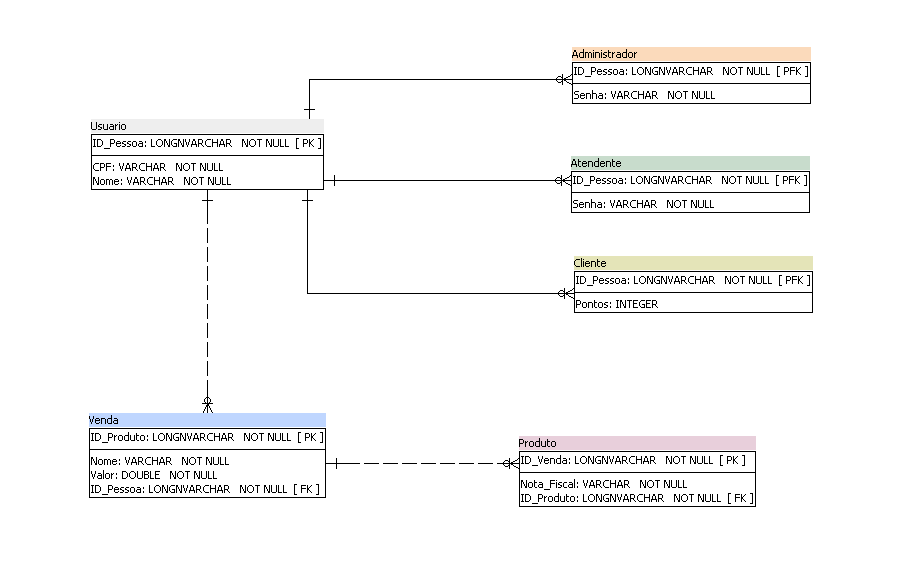 Administrador
ID_Pessoa: LONGNVARCHAR NOT NULL [ PFK ]
Senha: VARCHAR NOT NULL
Usuario
ID_Pessoa: LONGNVARCHAR NOT NULL [ PK ]
CPF: VARCHAR NOT NULL
Nome: VARCHAR NOT NULL
Atendente
ID_Pessoa: LONGNVARCHAR NOT NULL [ PFK ]
Senha: VARCHAR NOT NULL
Cliente
ID_Pessoa: LONGNVARCHAR NOT NULL [ PFK ]
Pontos: INTEGER
Venda
ID_Produto: LONGNVARCHAR NOT NULL [ PK ]
Nome: VARCHAR NOT NULL
Valor: DOUBLE NOT NULL
ID_Pessoa: LONGNVARCHAR NOT NULL [ FK ]
Produto
ID_Venda: LONGNVARCHAR NOT NULL [ PK ]
Nota_Fiscal: VARCHAR NOT NULL
ID_Produto: LONGNVARCHAR NOT NULL [ FK ]